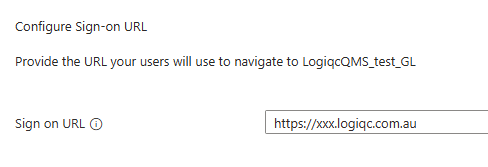 Configure Sign-on URL
Provide the URL your users will use to navigate to LogiqcQMS_test_GL
Sign on URL
https://xxx.logiqc.com.au